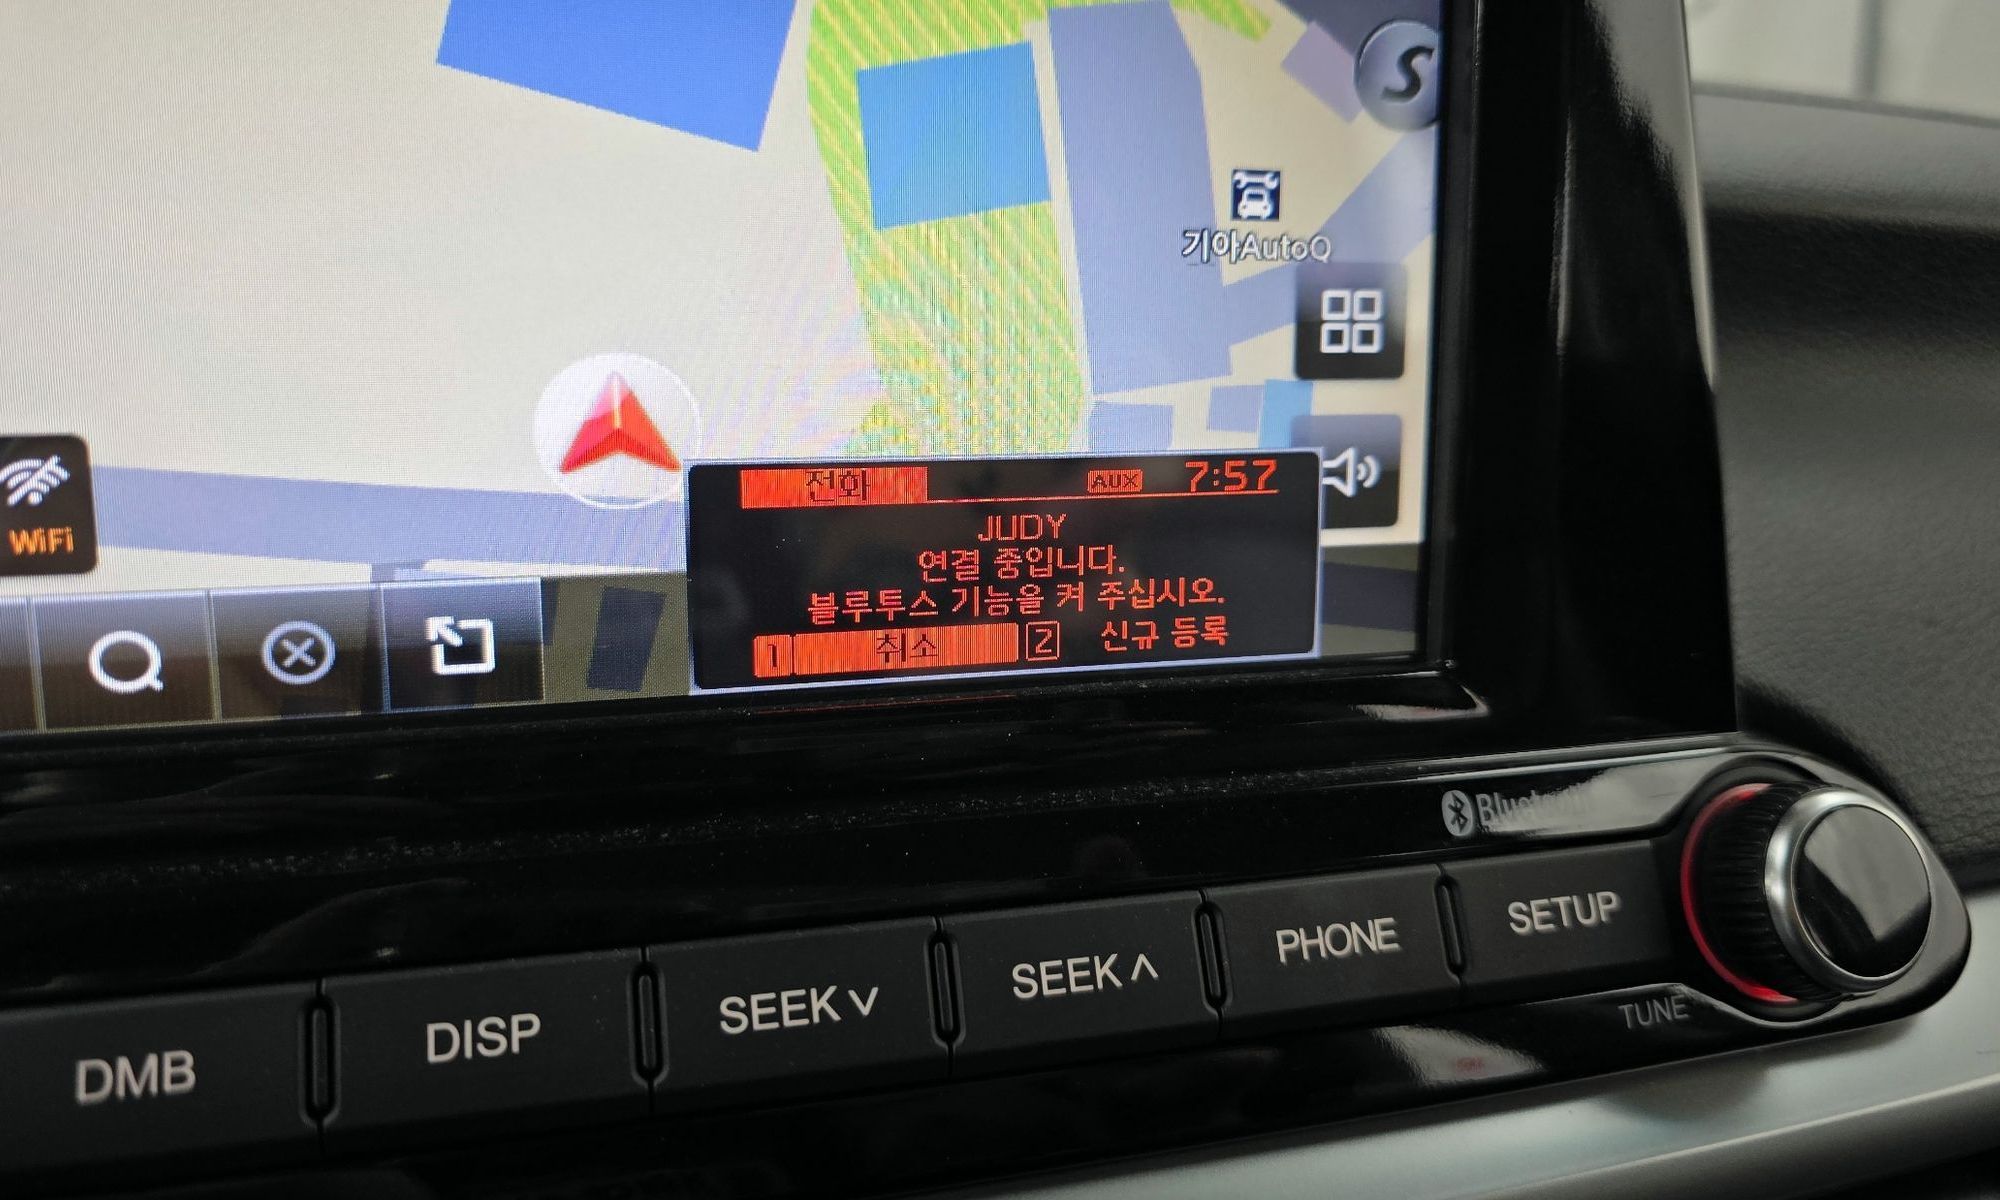 S
기아AutoQ
WiFi
전화 AUX 7:57
JUDY
연결 중입니다.
블루투스 기능을 켜 주십시오.
1 취소 2 신규 등록
Bluetooth
DMB DISP SEEK ∨ SEEK ∧ PHONE SETUP
TUNE